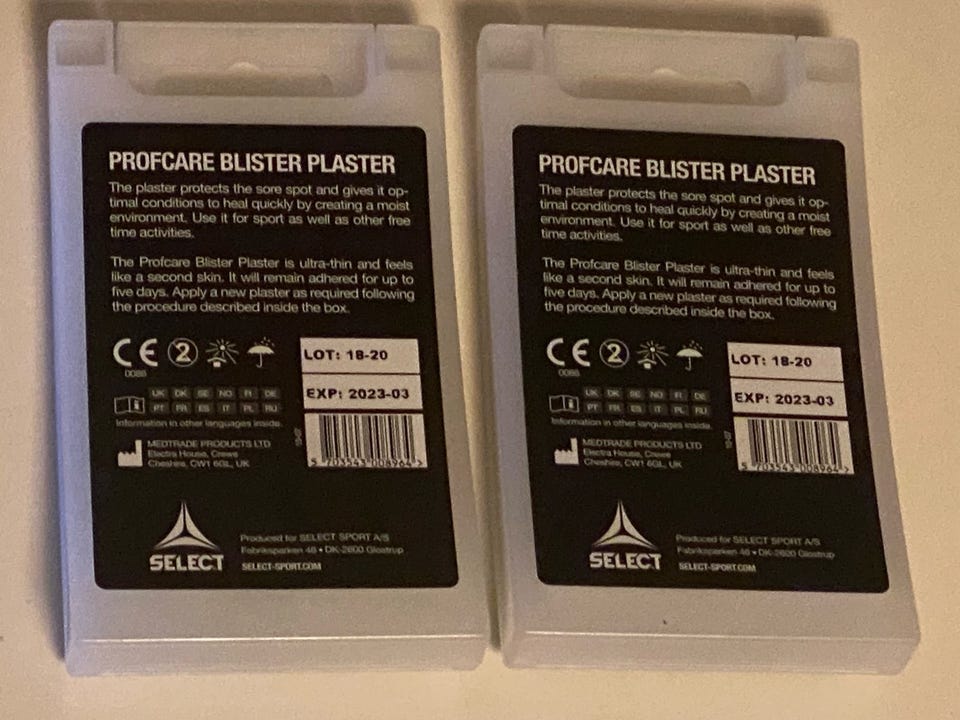 PROFCARE BLISTER PLASTER
The plaster protects the sore spot and gives it op-
timal conditions to heal quickly by creating a moist
environment. Use it for sport as well as other free
time activities.
The Profcare Blister Plaster is ultra-thin and feels
like a second skin. It will remain adhered for up to
five days. Apply a new plaster as required following
the procedure described inside the box.
CE
0086
2
LOT: 18-20
EXP: 2023-03
UK DK SE NO FI DE
PT FR ES IT PL RU
Information in other languages inside.
MEDTRADE PRODUCTS LTD
Electra House, Crewe
Cheshire, CW1 6GL, UK
5 703543 008964 >
SELECT
Produced for SELECT SPORT A/S
Fabriksparken 46 • DK-2600 Glostrup
SELECT-SPORT.COM
PROFCARE BLISTER PLASTER
The plaster protects the sore spot and gives it op-
timal conditions to heal quickly by creating a moist
environment. Use it for sport as well as other free
time activities.
The Profcare Blister Plaster is ultra-thin and feels
like a second skin. It will remain adhered for up to
five days. Apply a new plaster as required following
the procedure described inside the box.
CE
0086
2
LOT: 18-20
EXP: 2023-03
UK DK SE NO FI DE
PT FR ES IT PL RU
Information in other languages inside.
MEDTRADE PRODUCTS LTD
Electra House, Crewe
Cheshire, CW1 6GL, UK
5 703543 008964 >
SELECT
Produced for SELECT SPORT A/S
Fabriksparken 46 • DK-2600 Glostrup
SELECT-SPORT.COM